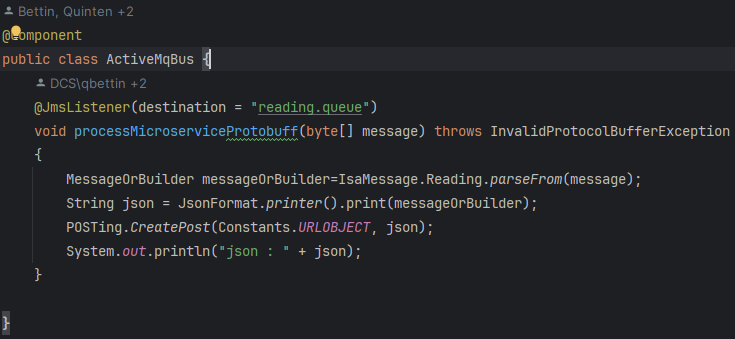 Bettin, Quinten +2
@Component
public class ActiveMqBus {
DCS\qbettin +2
@JmsListener(destination = "reading.queue")
void processMicroserviceProtobuff(byte[] message) throws InvalidProtocolBufferException
{
MessageOrBuilder messageOrBuilder=IsaMessage.Reading.parseFrom(message);
String json = JsonFormat.printer().print(messageOrBuilder);
POSTing.CreatePost(Constants.URLOBJECT, json);
System.out.println("json : " + json);
}
}